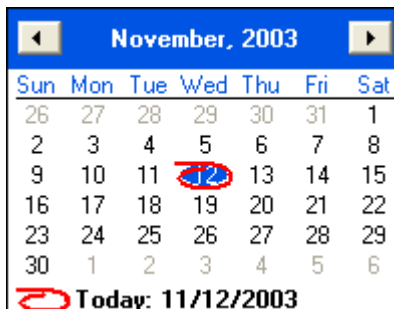 November, 2003
Sun Mon Tue Wed Thu Fri Sat
26 27 28 29 30 31 1
2 3 4 5 6 7 8
9 10 11 12 13 14 15
16 17 18 19 20 21 22
23 24 25 26 27 28 29
30 1 2 3 4 5 6
Today: 11/12/2003